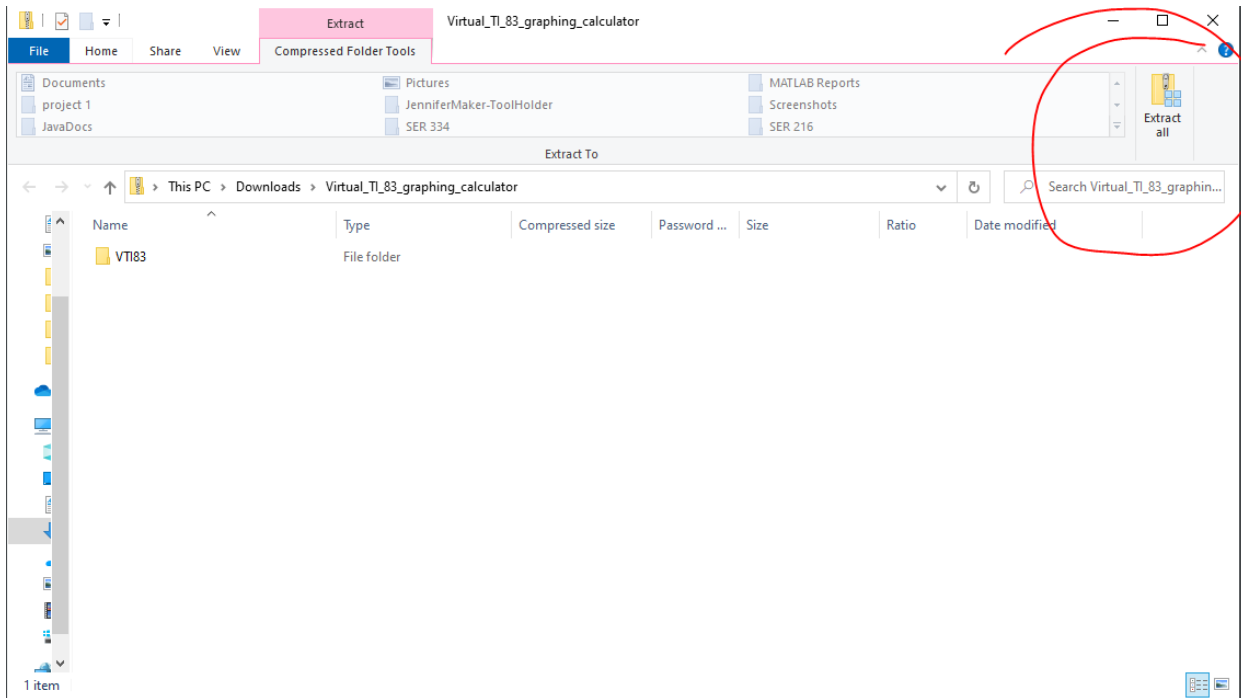 Extract
Virtual_TI_83_graphing_calculator
File
Home
Share
View
Compressed Folder Tools
Documents
Pictures
MATLAB Reports
project 1
JenniferMaker-ToolHolder
Screenshots
JavaDocs
SER 334
SER 216
Extract
all
Extract To
This PC > Downloads > Virtual_TI_83_graphing_calculator
Search Virtual_TI_83_graphin...
Name
Type
Compressed size
Password ...
Size
Ratio
Date modified
VTI83
File folder
1 item